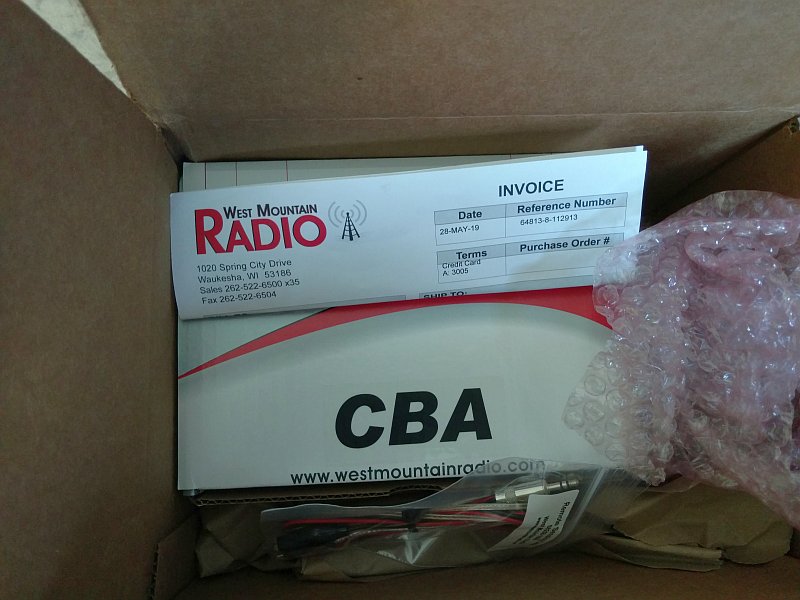 WEST MOUNTAIN
RADIO
1020 Spring City Drive
Waukesha, WI 53186
Sales 262-522-6500 x35
Fax 262-522-6504
INVOICE
Date Reference Number
28-MAY-19 64813-8-112913
Terms Purchase Order #
Credit Card
A: 3005
SHIP TO:
CBA
www.westmountainradio.com